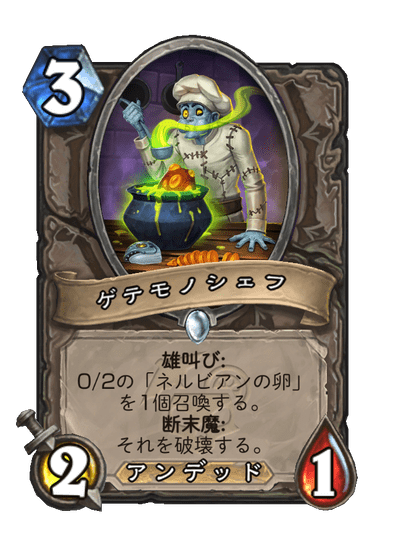 3
ゲテモノシェフ
雄叫び:
0/2の「ネルビアンの卵」
を1個召喚する。
断末魔:
それを破壊する。
2
アンデッド
1